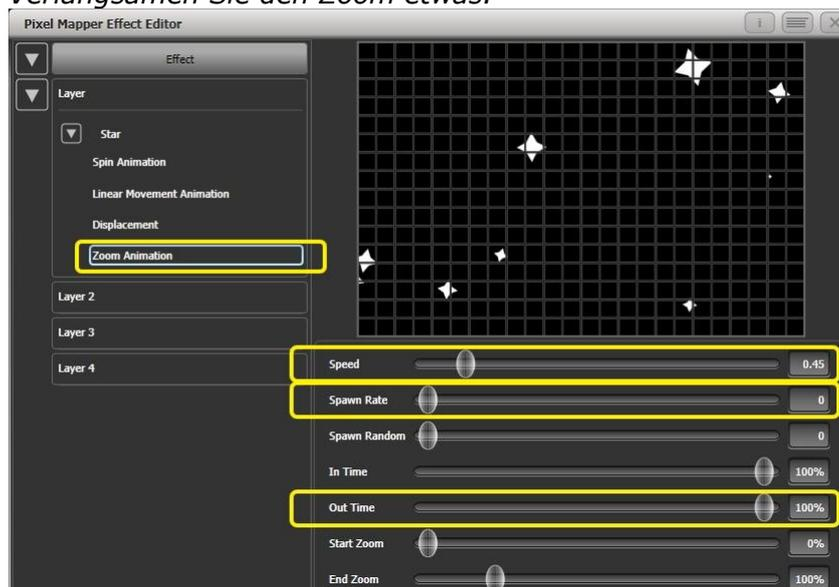 Verlangsamen Sie den Zoom etwas.
Pixel Mapper Effect Editor
Effect
Layer
Star
Spin Animation
Linear Movement Animation
Displacement
Zoom Animation
Layer 2
Layer 3
Layer 4
Speed 0.45
Spawn Rate 0
Spawn Random 0
In Time 100%
Out Time 100%
Start Zoom 0%
End Zoom 100%